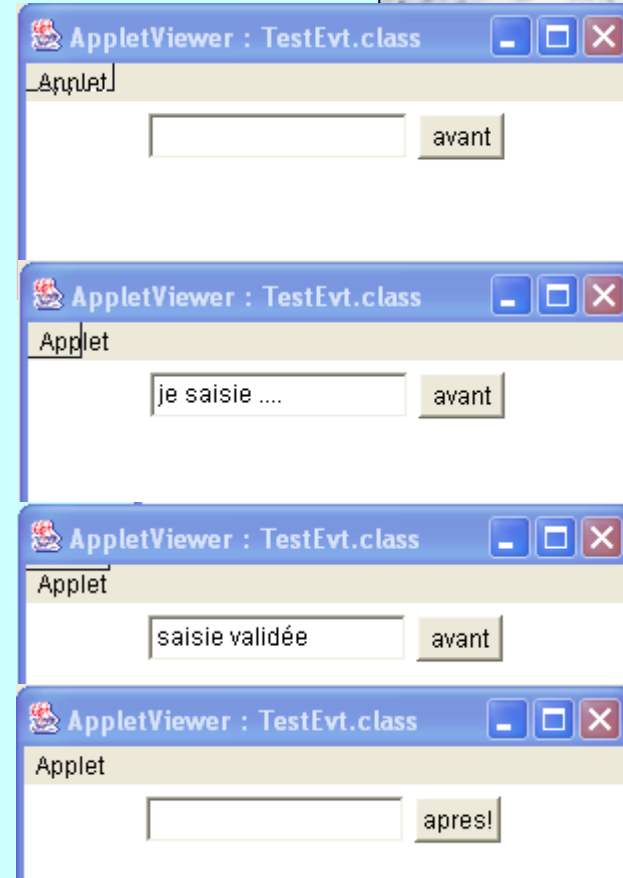 AppletViewer : TestEvt.class
Applet
avant
AppletViewer : TestEvt.class
Applet
je saisie .... avant
AppletViewer : TestEvt.class
Applet
saisie validée avant
AppletViewer : TestEvt.class
Applet
apres!